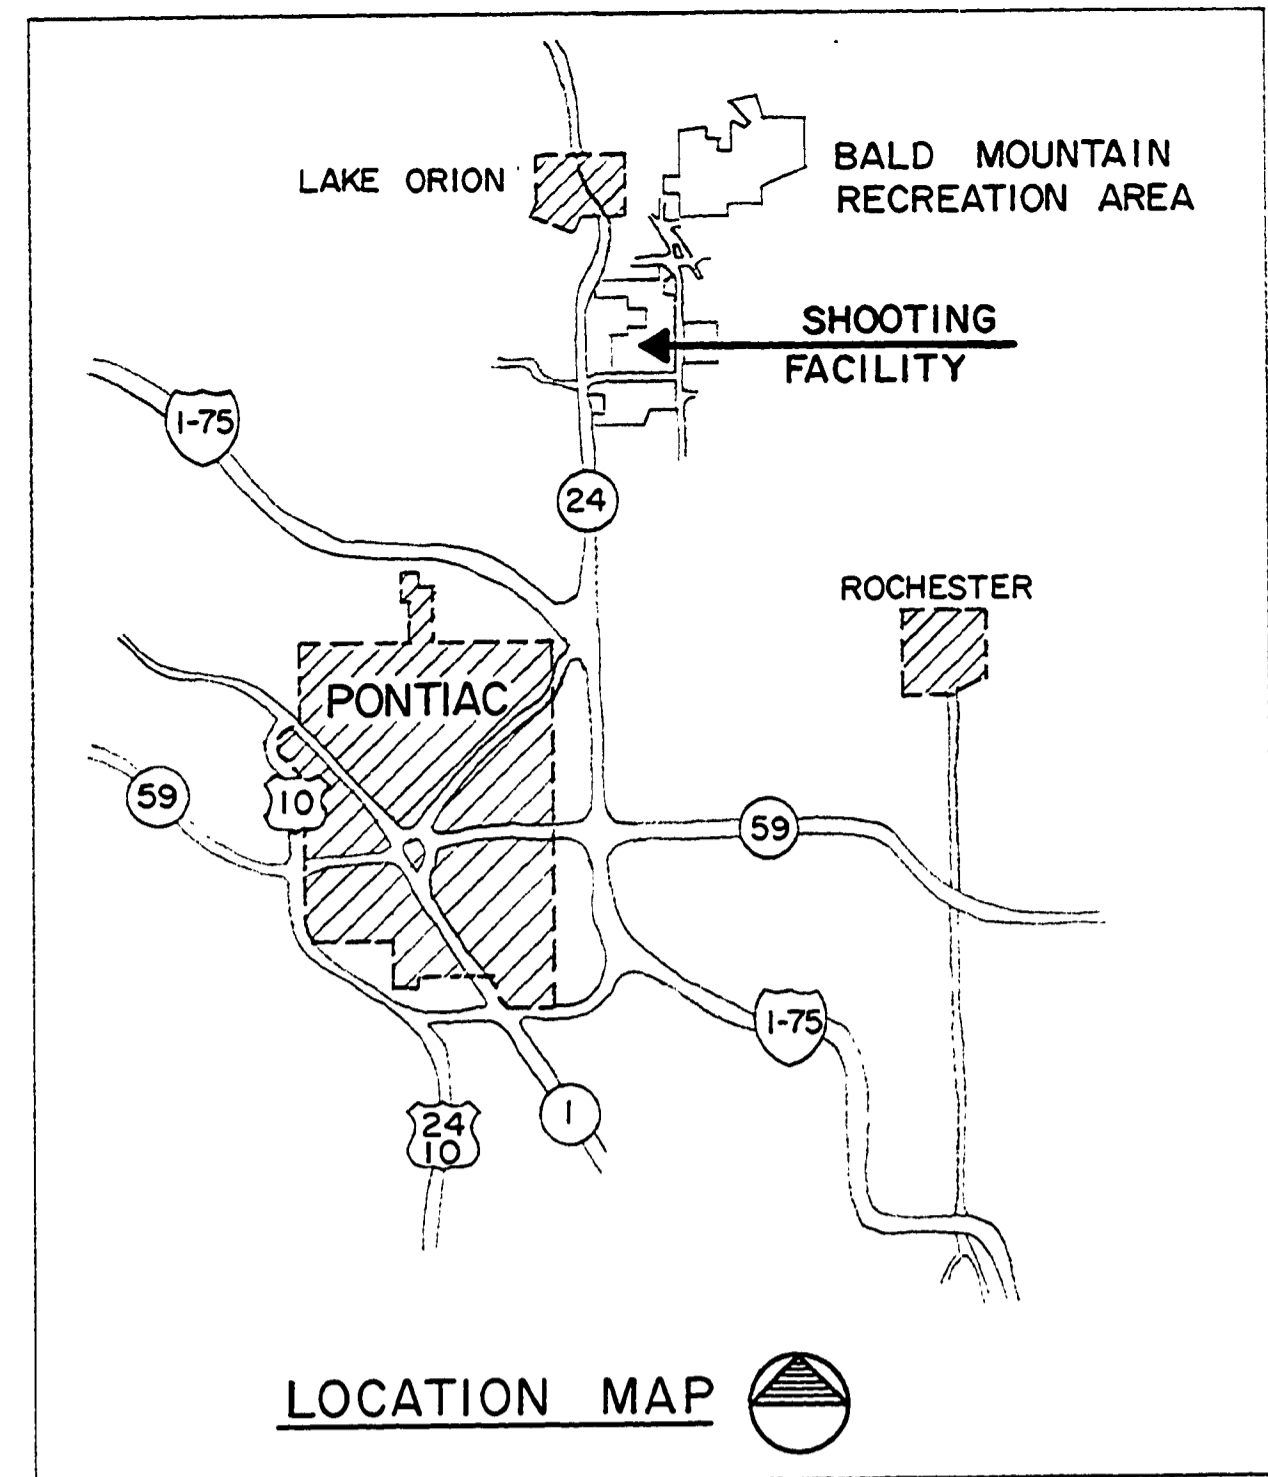 LAKE ORION
BALD MOUNTAIN
RECREATION AREA
SHOOTING
FACILITY
I-75
24
ROCHESTER
PONTIAC
59
10
59
I-75
24
10
1
LOCATION MAP